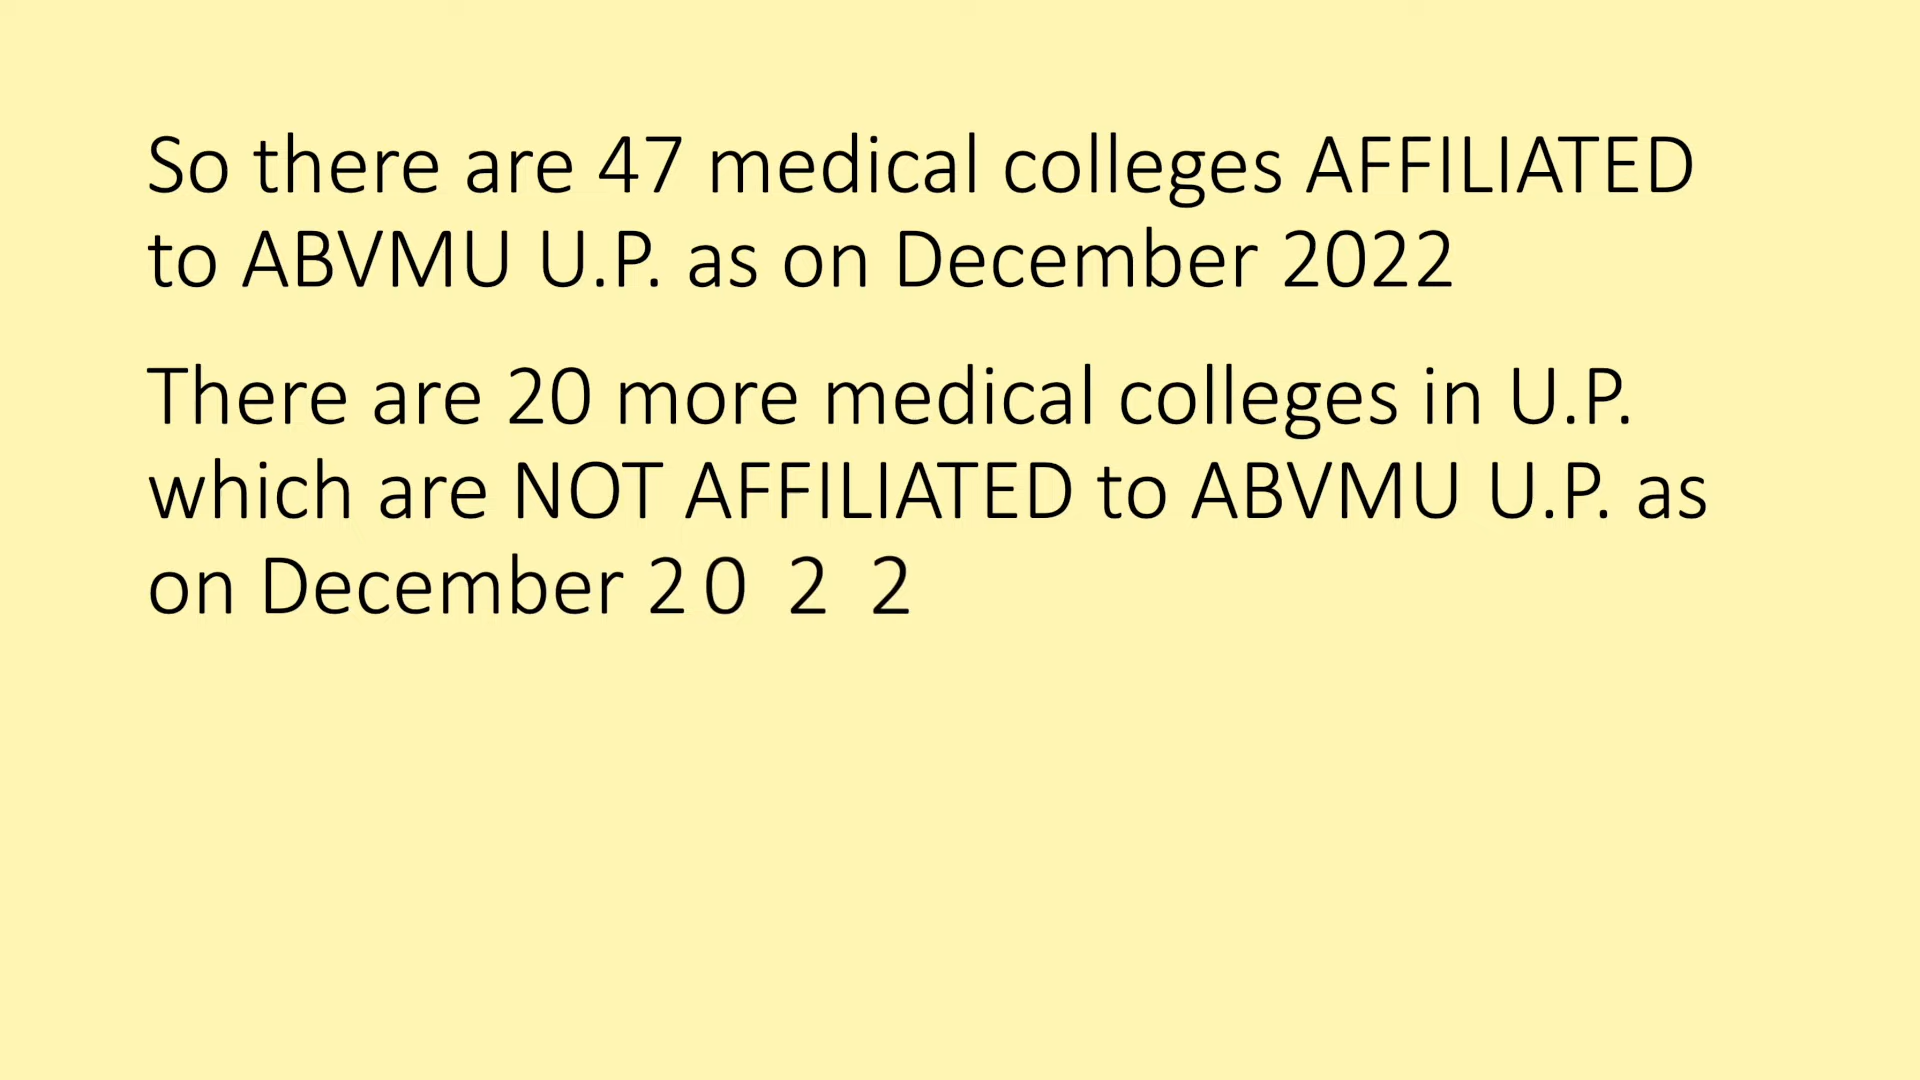 So there are 47 medical colleges AFFILIATED
to ABVMU U.P. as on December 2022
There are 20 more medical colleges in U.P.
which are NOT AFFILIATED to ABVMU U.P. as
on December 2 0 2 2